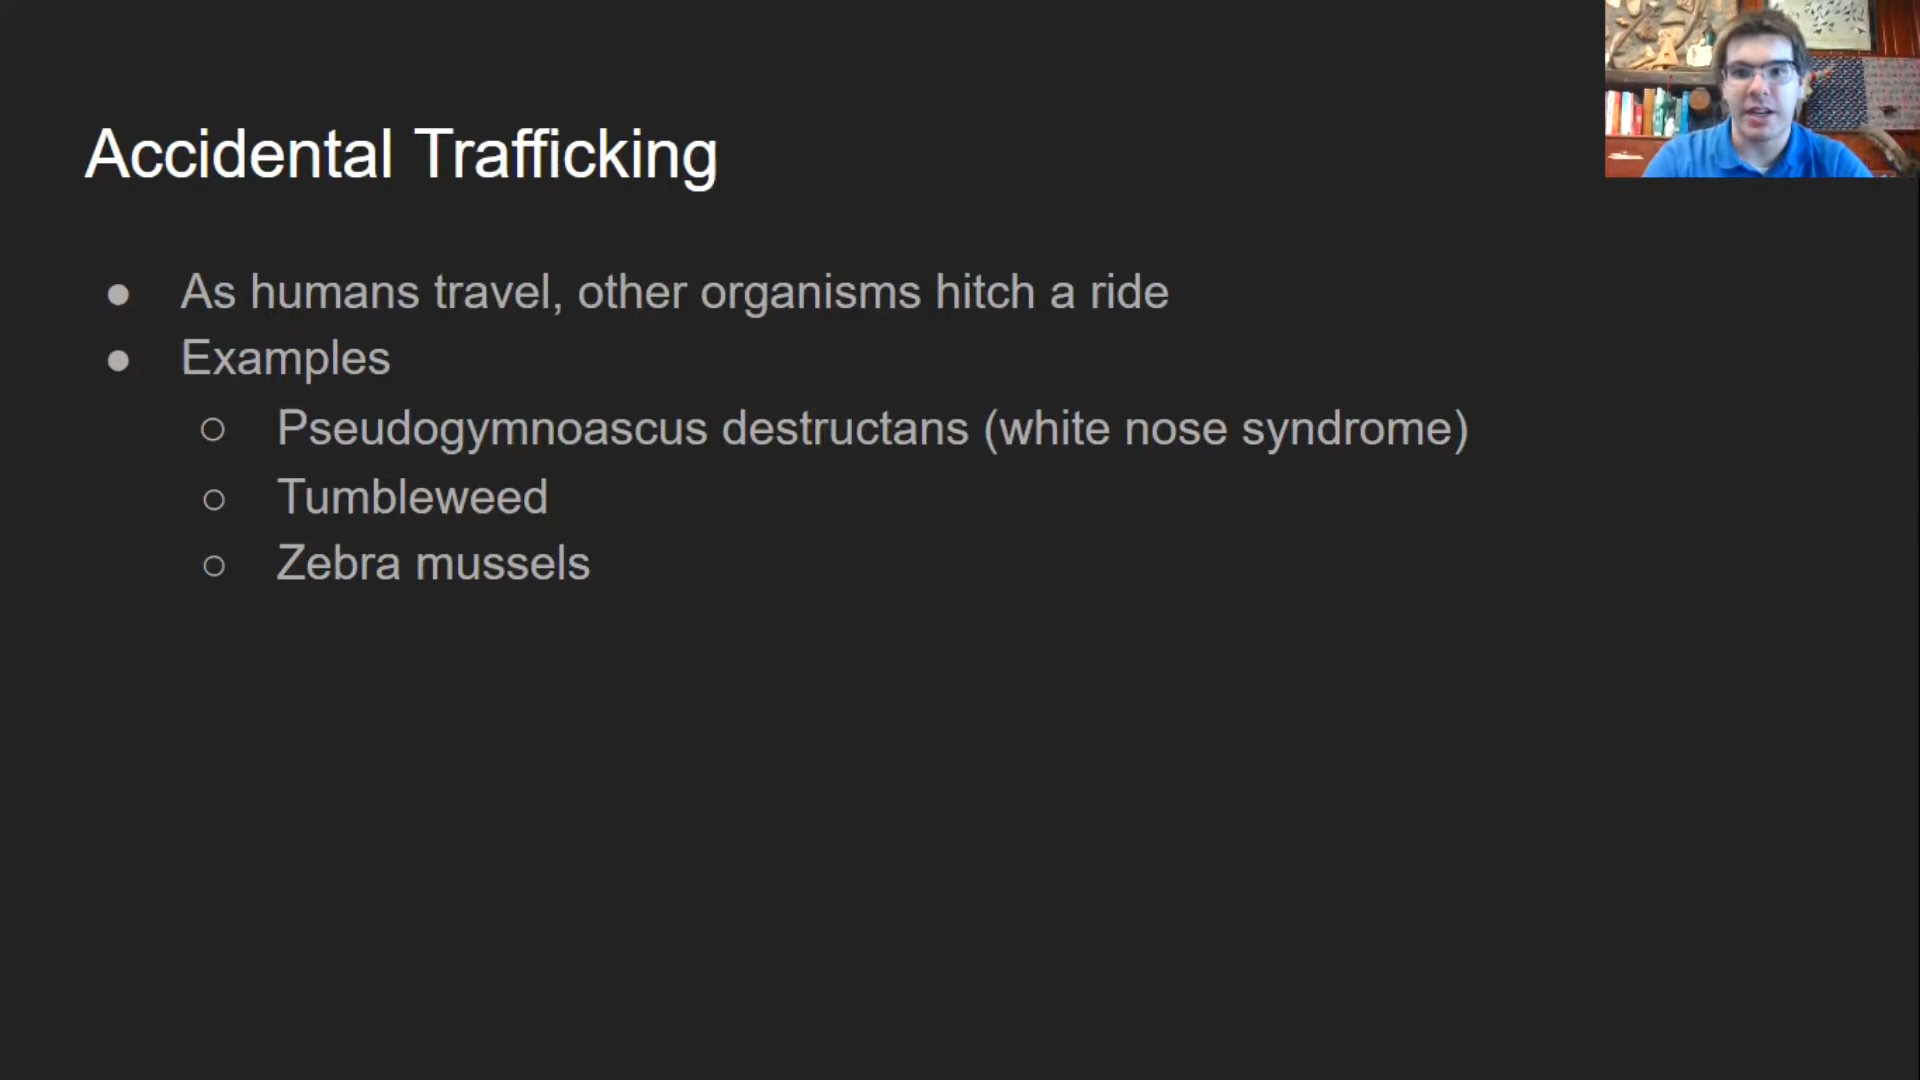 Accidental Trafficking
● As humans travel, other organisms hitch a ride
● Examples
○ Pseudogymnoascus destructans (white nose syndrome)
○ Tumbleweed
○ Zebra mussels